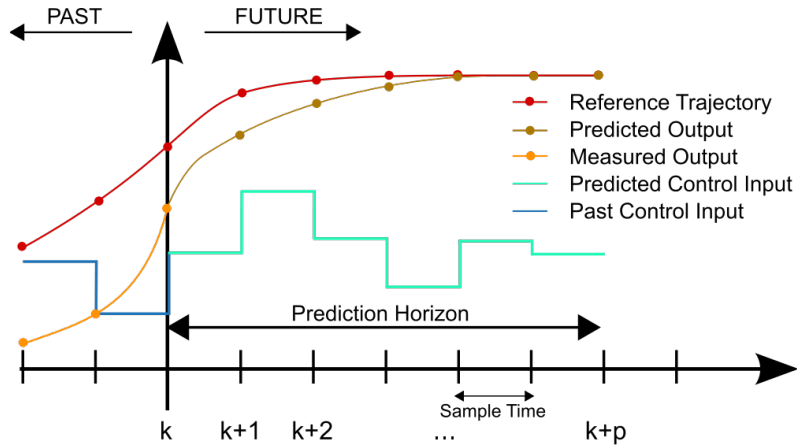 PAST
FUTURE
Reference Trajectory
Predicted Output
Measured Output
Predicted Control Input
Past Control Input
Prediction Horizon
Sample Time
k
k+1
k+2
...
k+p